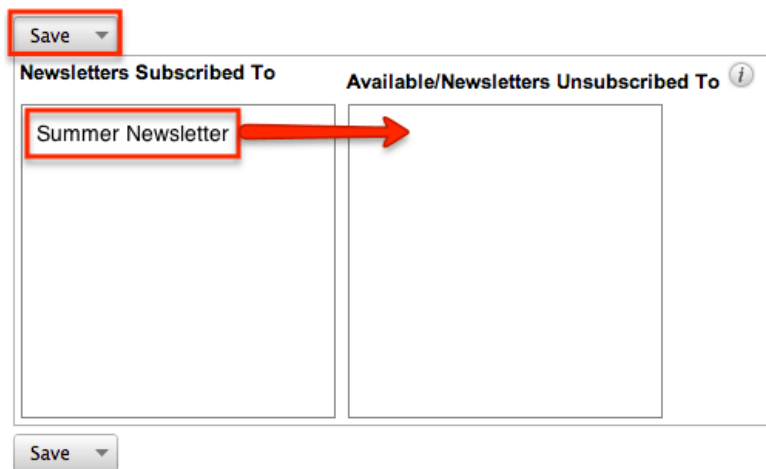 Save
Newsletters Subscribed To
Available/Newsletters Unsubscribed To i
Summer Newsletter
Save